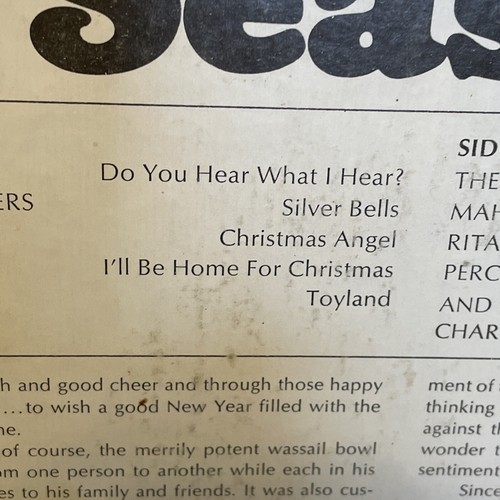 Seas
Do You Hear What I Hear?
Silver Bells
Christmas Angel
I'll Be Home For Christmas
Toyland
ERS
SID
THE
MAH
RITA
PERC
AND
CHAR
h and good cheer and through those happy
...to wish a good New Year filled with the
ne.
of course, the merrily potent wassail bowl
om one person to another while each in his
es to his family and friends. It was also cus-
ment of
thinking
against th
wonder t
sentiment
Since